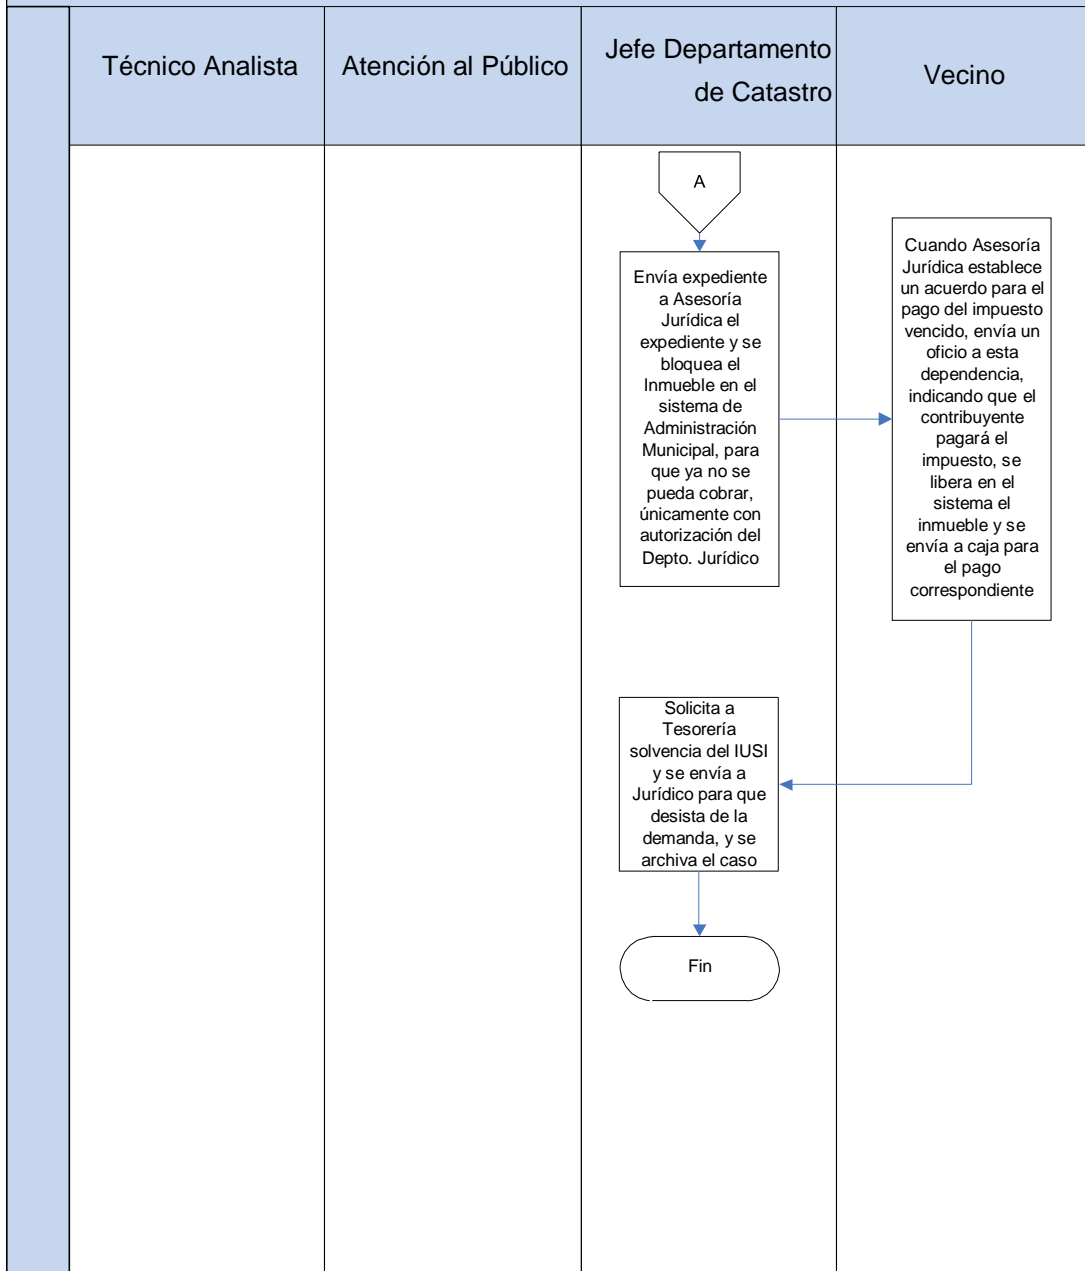 Técnico Analista
Atención al Público
Jefe Departamento
de Catastro
Vecino
A
Envía expediente
a Asesoría
Jurídica el
expediente y se
bloquea el
Inmueble en el
sistema de
Administración
Municipal, para
que ya no se
pueda cobrar,
únicamente con
autorización del
Depto. Jurídico
Cuando Asesoría
Jurídica establece
un acuerdo para el
pago del impuesto
vencido, envía un
oficio a esta
dependencia,
indicando que el
contribuyente
pagará el
impuesto, se
libera en el
sistema el
inmueble y se
envía a caja para
el pago
correspondiente
Solicita a
Tesorería
solvencia del IUSI
y se envía a
Jurídico para que
desista de la
demanda, y se
archiva el caso
Fin